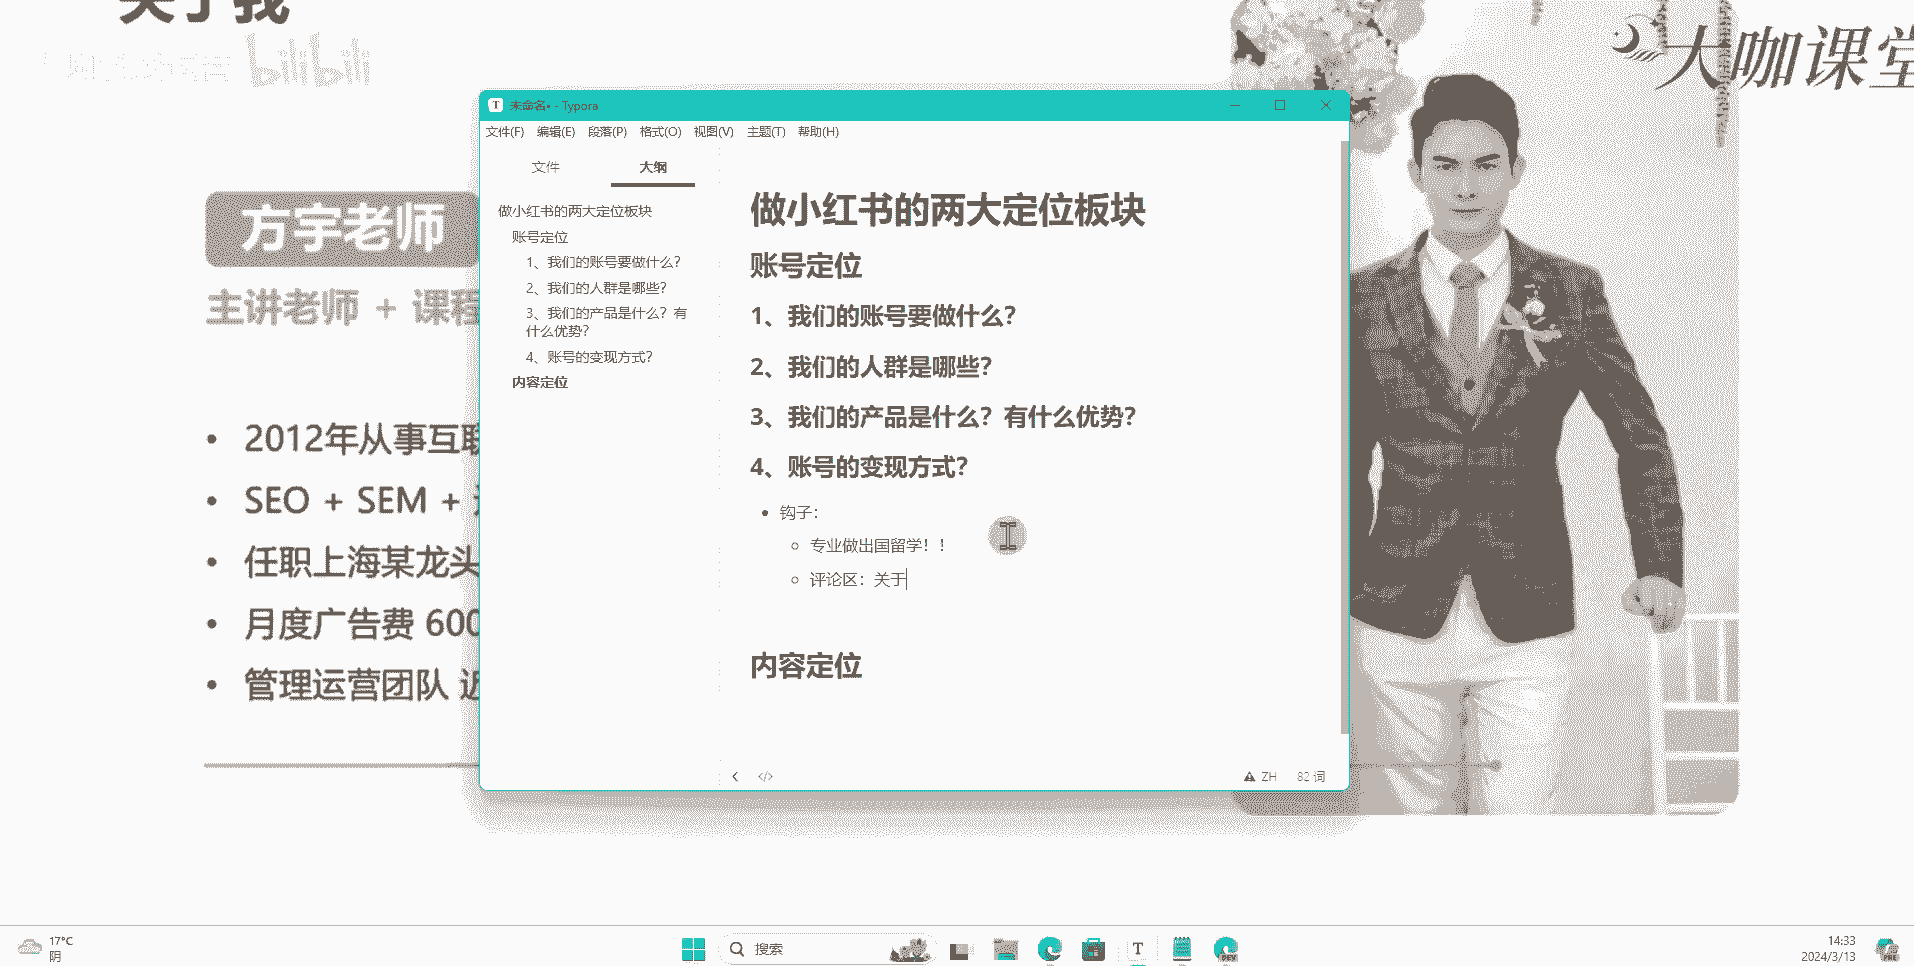 关于我
bilibili
大咖课堂
方宇老师
主讲老师 + 课程
2012年从事互联
SEO + SEM +
任职上海某龙头
月度广告费 600
管理运营团队 近
未命名• - Typora
文件(F) 编辑(E) 段落(P) 格式(O) 视图(V) 主题(T) 帮助(H)
文件 大纲
做小红书的两大定位板块
账号定位
1、我们的账号要做什么？
2、我们的人群是哪些？
3、我们的产品是什么？有
什么优势？
4、账号的变现方式？
内容定位
做小红书的两大定位板块
账号定位
1、我们的账号要做什么？
2、我们的人群是哪些？
3、我们的产品是什么？有什么优势？
4、账号的变现方式？
钩子：
专业做出国留学！！
评论区：关于
内容定位
ZH 82 词
17°C
阴
搜索
T
DEV
14:33
2024/3/13
PRE